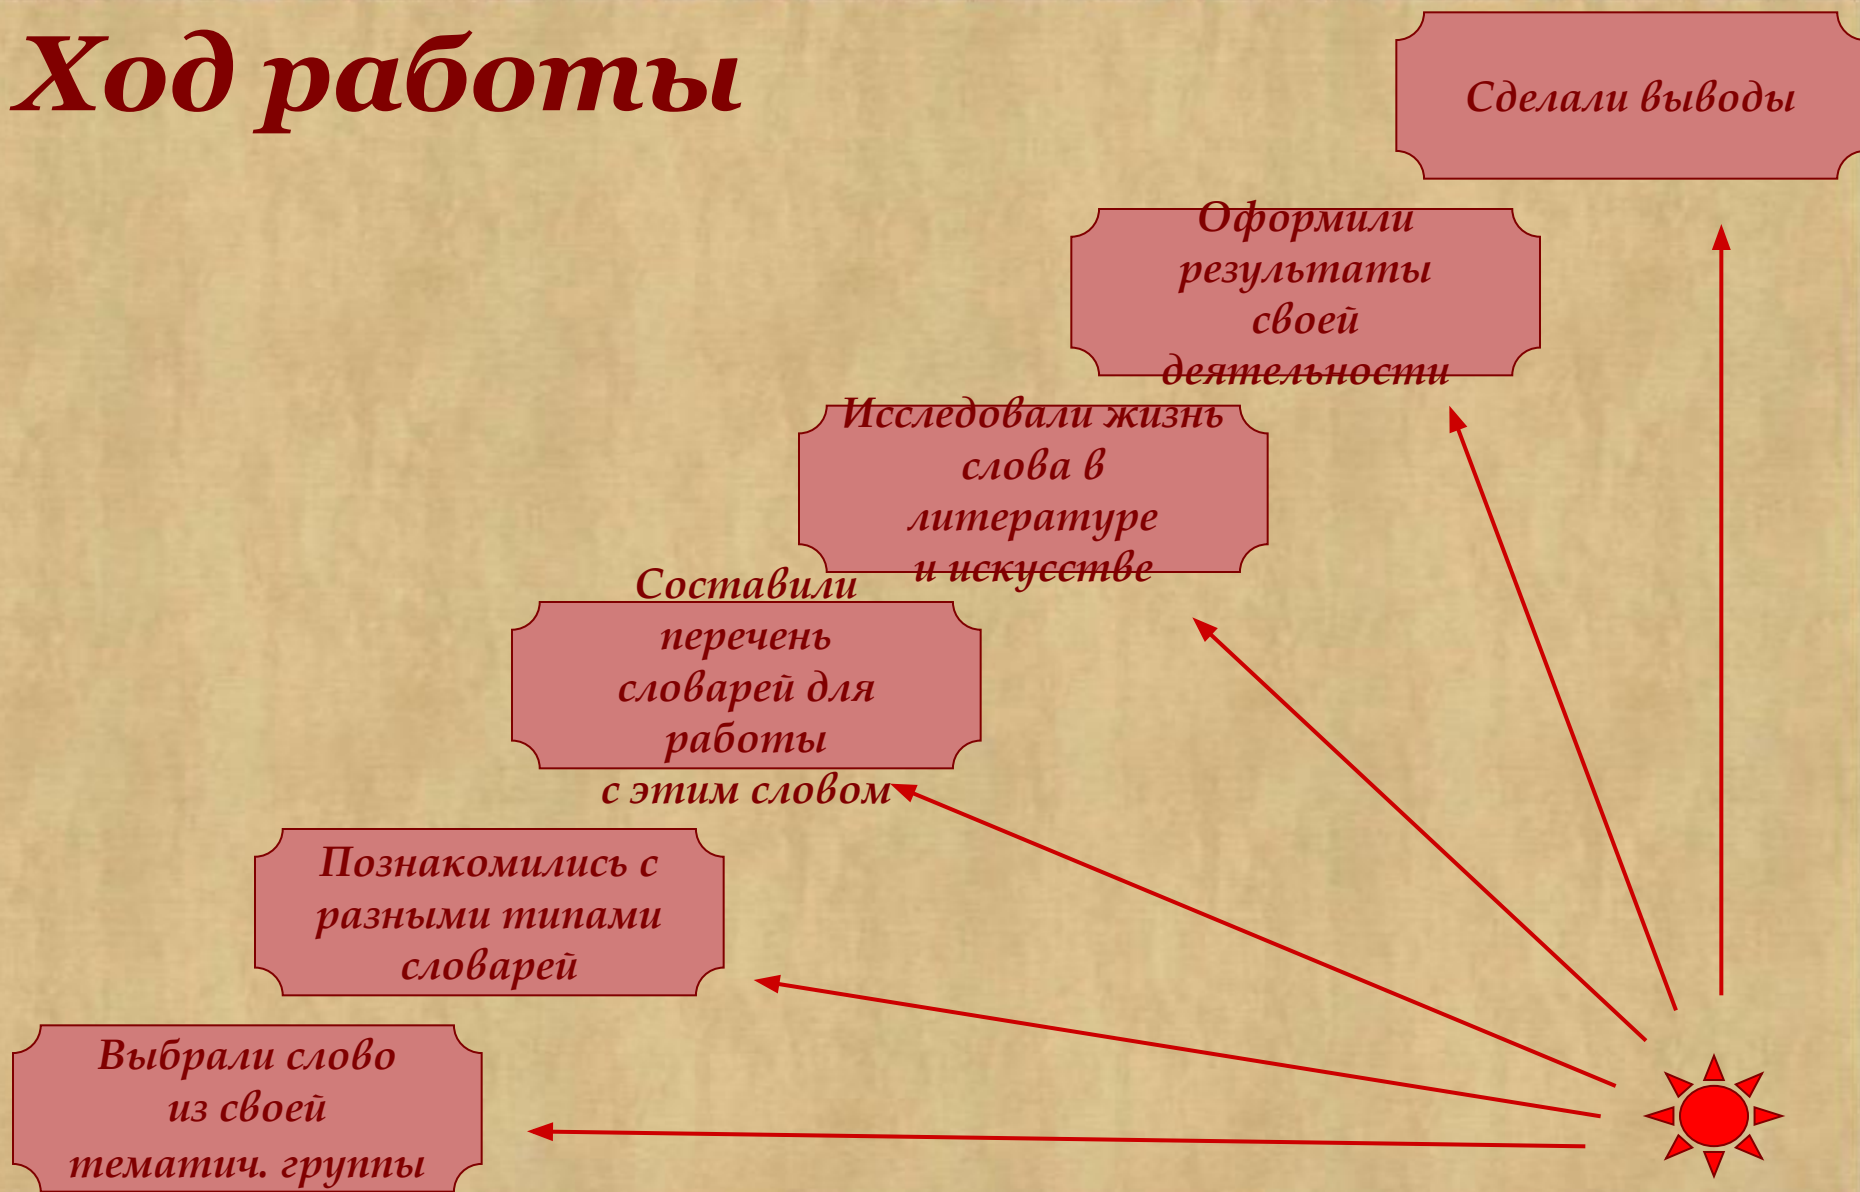 Ход работы
Сделали выводы
Оформили
результаты
своей
деятельности
Исследовали жизнь
слова в
литературе
и искусстве
Составили
перечень
словарей для
работы
с этим словом
Познакомились с
разными типами
словарей
Выбрали слово
из своей
тематич. группы